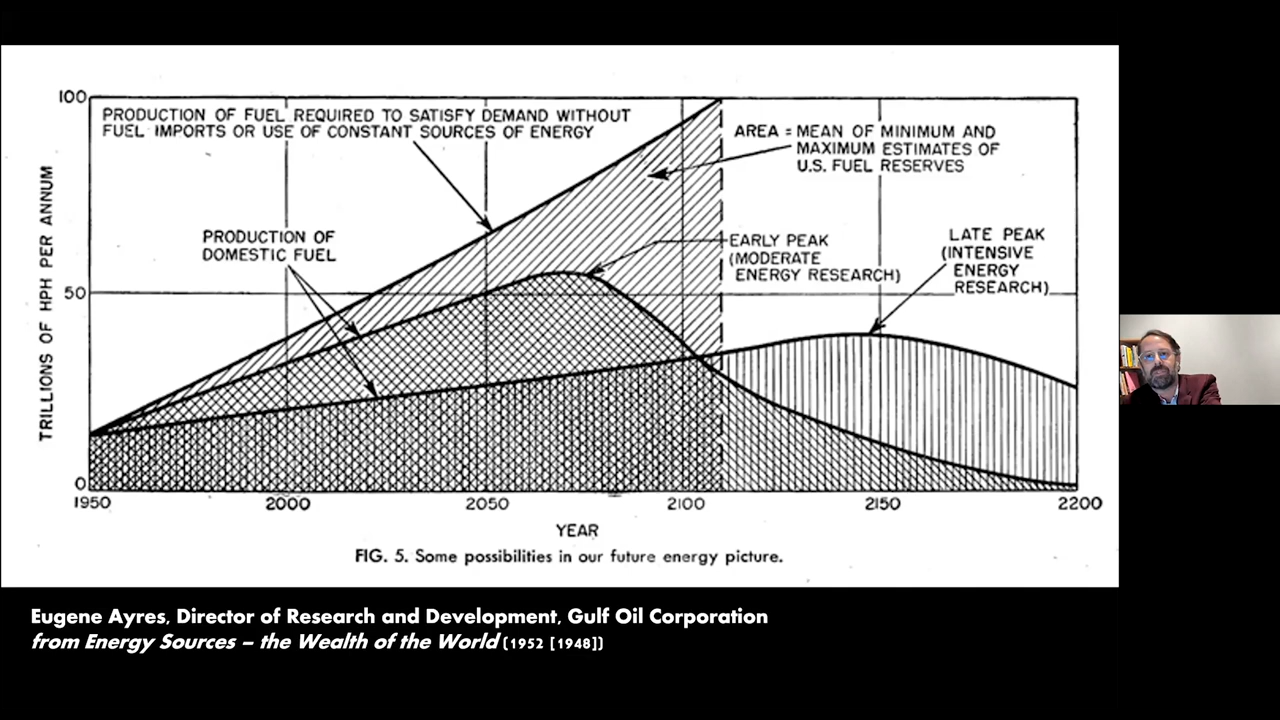 100
PRODUCTION OF FUEL REQUIRED TO SATISFY DEMAND WITHOUT
FUEL IMPORTS OR USE OF CONSTANT SOURCES OF ENERGY
AREA = MEAN OF MINIMUM AND
MAXIMUM ESTIMATES OF
U.S. FUEL RESERVES
PRODUCTION OF
DOMESTIC FUEL
EARLY PEAK
(MODERATE
ENERGY RESEARCH)
LATE PEAK
(INTENSIVE
ENERGY
RESEARCH)
50
TRILLIONS OF HPH PER ANNUM
0
1950
2000
2050
2100
2150
2200
YEAR
FIG. 5. Some possibilities in our future energy picture.
Eugene Ayres, Director of Research and Development, Gulf Oil Corporation
from Energy Sources – the Wealth of the World (1952 [1948])